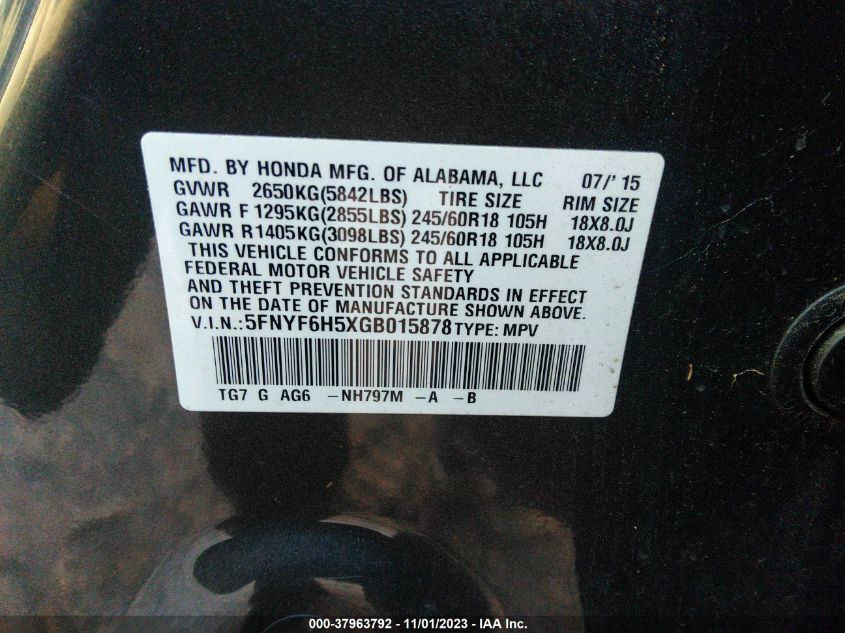 MFD. BY HONDA MFG. OF ALABAMA, LLC 07/' 15
GVWR 2650KG(5842LBS) TIRE SIZE RIM SIZE
GAWR F 1295KG(2855LBS) 245/60R18 105H 18X8.0J
GAWR R1405KG(3098LBS) 245/60R18 105H 18X8.0J
THIS VEHICLE CONFORMS TO ALL APPLICABLE
FEDERAL MOTOR VEHICLE SAFETY
AND THEFT PREVENTION STANDARDS IN EFFECT
ON THE DATE OF MANUFACTURE SHOWN ABOVE.
V.I.N.:5FNYF6H5XGB015878 TYPE: MPV
TG7 G AG6 -NH797M -A -B
000-37963792 - 11/01/2023 - IAA Inc.